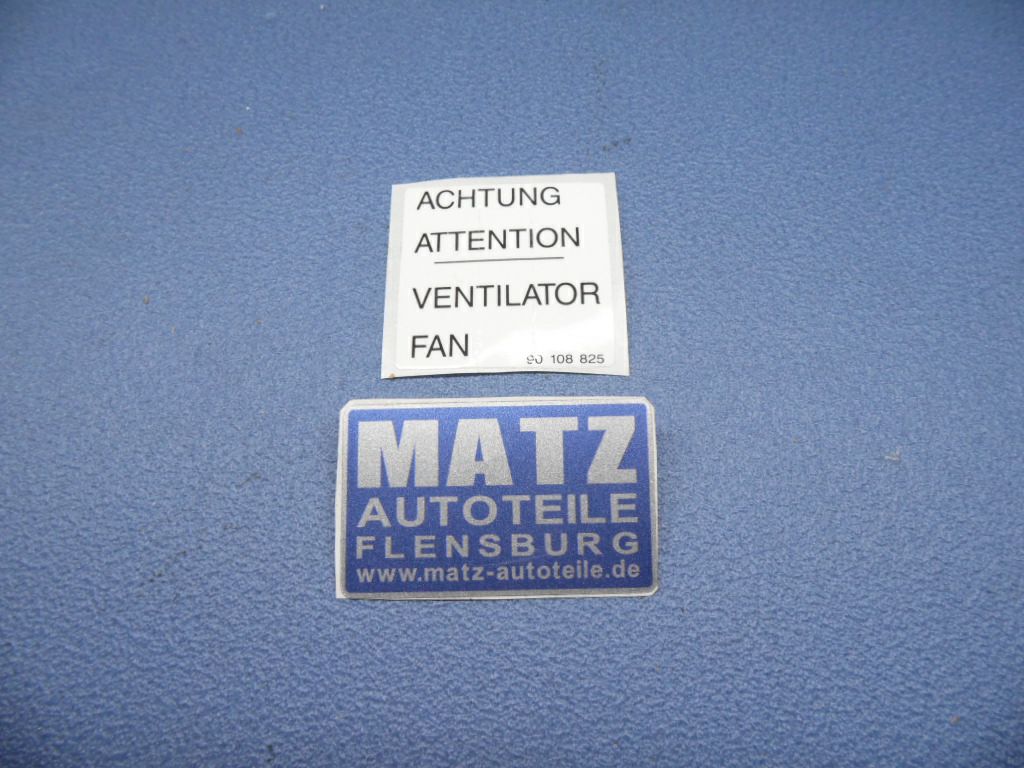 ACHTUNG
ATTENTION
VENTILATOR
FAN
90 108 825
MATZ
AUTOTEILE
FLENSBURG
www.matz-autoteile.de